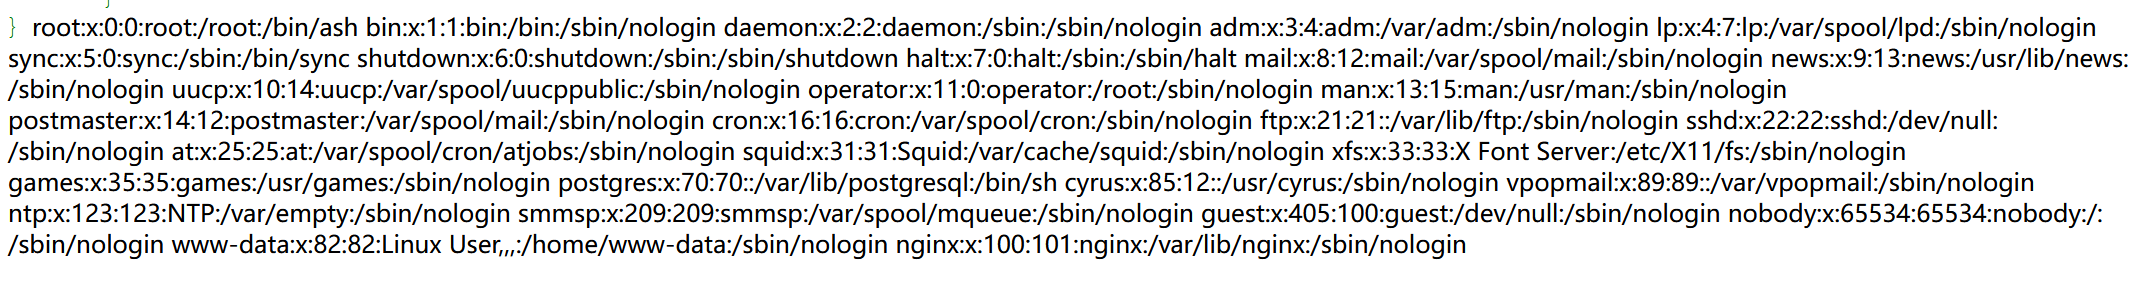 }
} root:x:0:0:root:/root:/bin/ash bin:x:1:1:bin:/bin:/sbin/nologin daemon:x:2:2:daemon:/sbin:/sbin/nologin adm:x:3:4:adm:/var/adm:/sbin/nologin lp:x:4:7:lp:/var/spool/lpd:/sbin/nologin
sync:x:5:0:sync:/sbin:/bin/sync shutdown:x:6:0:shutdown:/sbin:/sbin/shutdown halt:x:7:0:halt:/sbin:/sbin/halt mail:x:8:12:mail:/var/spool/mail:/sbin/nologin news:x:9:13:news:/usr/lib/news:
/sbin/nologin uucp:x:10:14:uucp:/var/spool/uucppublic:/sbin/nologin operator:x:11:0:operator:/root:/sbin/nologin man:x:13:15:man:/usr/man:/sbin/nologin
postmaster:x:14:12:postmaster:/var/spool/mail:/sbin/nologin cron:x:16:16:cron:/var/spool/cron:/sbin/nologin ftp:x:21:21::/var/lib/ftp:/sbin/nologin sshd:x:22:22:sshd:/dev/null:
/sbin/nologin at:x:25:25:at:/var/spool/cron/atjobs:/sbin/nologin squid:x:31:31:Squid:/var/cache/squid:/sbin/nologin xfs:x:33:33:X Font Server:/etc/X11/fs:/sbin/nologin
games:x:35:35:games:/usr/games:/sbin/nologin postgres:x:70:70::/var/lib/postgresql:/bin/sh cyrus:x:85:12::/usr/cyrus:/sbin/nologin vpopmail:x:89:89::/var/vpopmail:/sbin/nologin
ntp:x:123:123:NTP:/var/empty:/sbin/nologin smmsp:x:209:209:smmsp:/var/spool/mqueue:/sbin/nologin guest:x:405:100:guest:/dev/null:/sbin/nologin nobody:x:65534:65534:nobody:/:
/sbin/nologin www-data:x:82:82:Linux User,,,:/home/www-data:/sbin/nologin nginx:x:100:101:nginx:/var/lib/nginx:/sbin/nologin